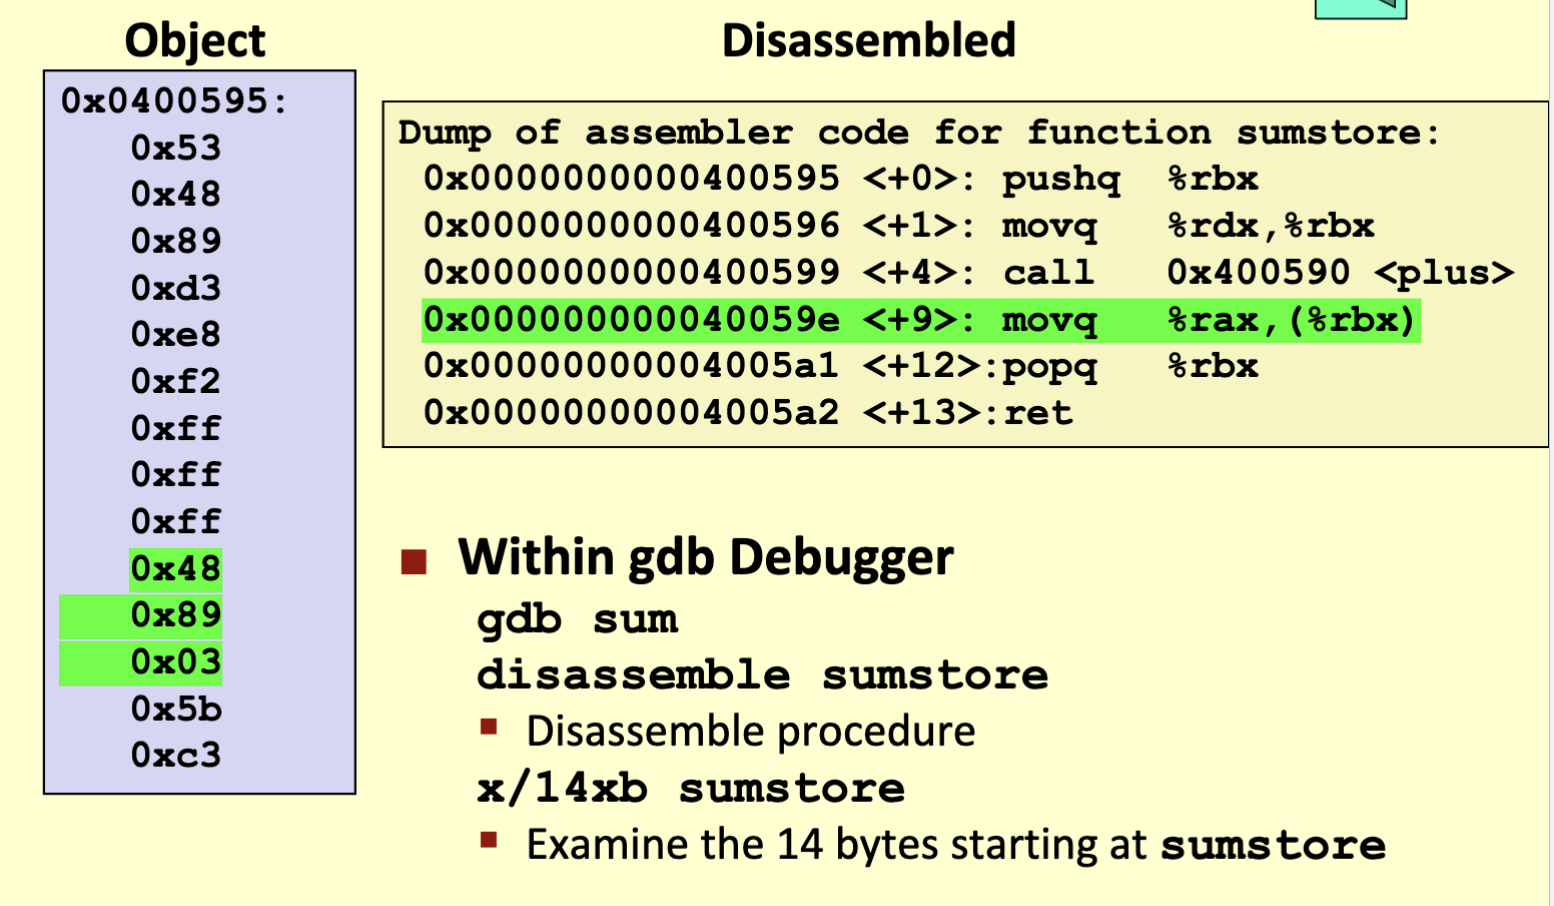 Object
0x0400595:
0x53
0x48
0x89
0xd3
0xe8
0xf2
0xff
0xff
0xff
0x48
0x89
0x03
0x5b
0xc3
Disassembled
Dump of assembler code for function sumstore:
0x0000000000400595 <+0>: pushq %rbx
0x0000000000400596 <+1>: movq %rdx,%rbx
0x0000000000400599 <+4>: call 0x400590 <plus>
0x000000000040059e <+9>: movq %rax,(%rbx)
0x00000000004005a1 <+12>:popq %rbx
0x00000000004005a2 <+13>:ret
■ Within gdb Debugger
gdb sum
disassemble sumstore
▪ Disassemble procedure
x/14xb sumstore
▪ Examine the 14 bytes starting at sumstore